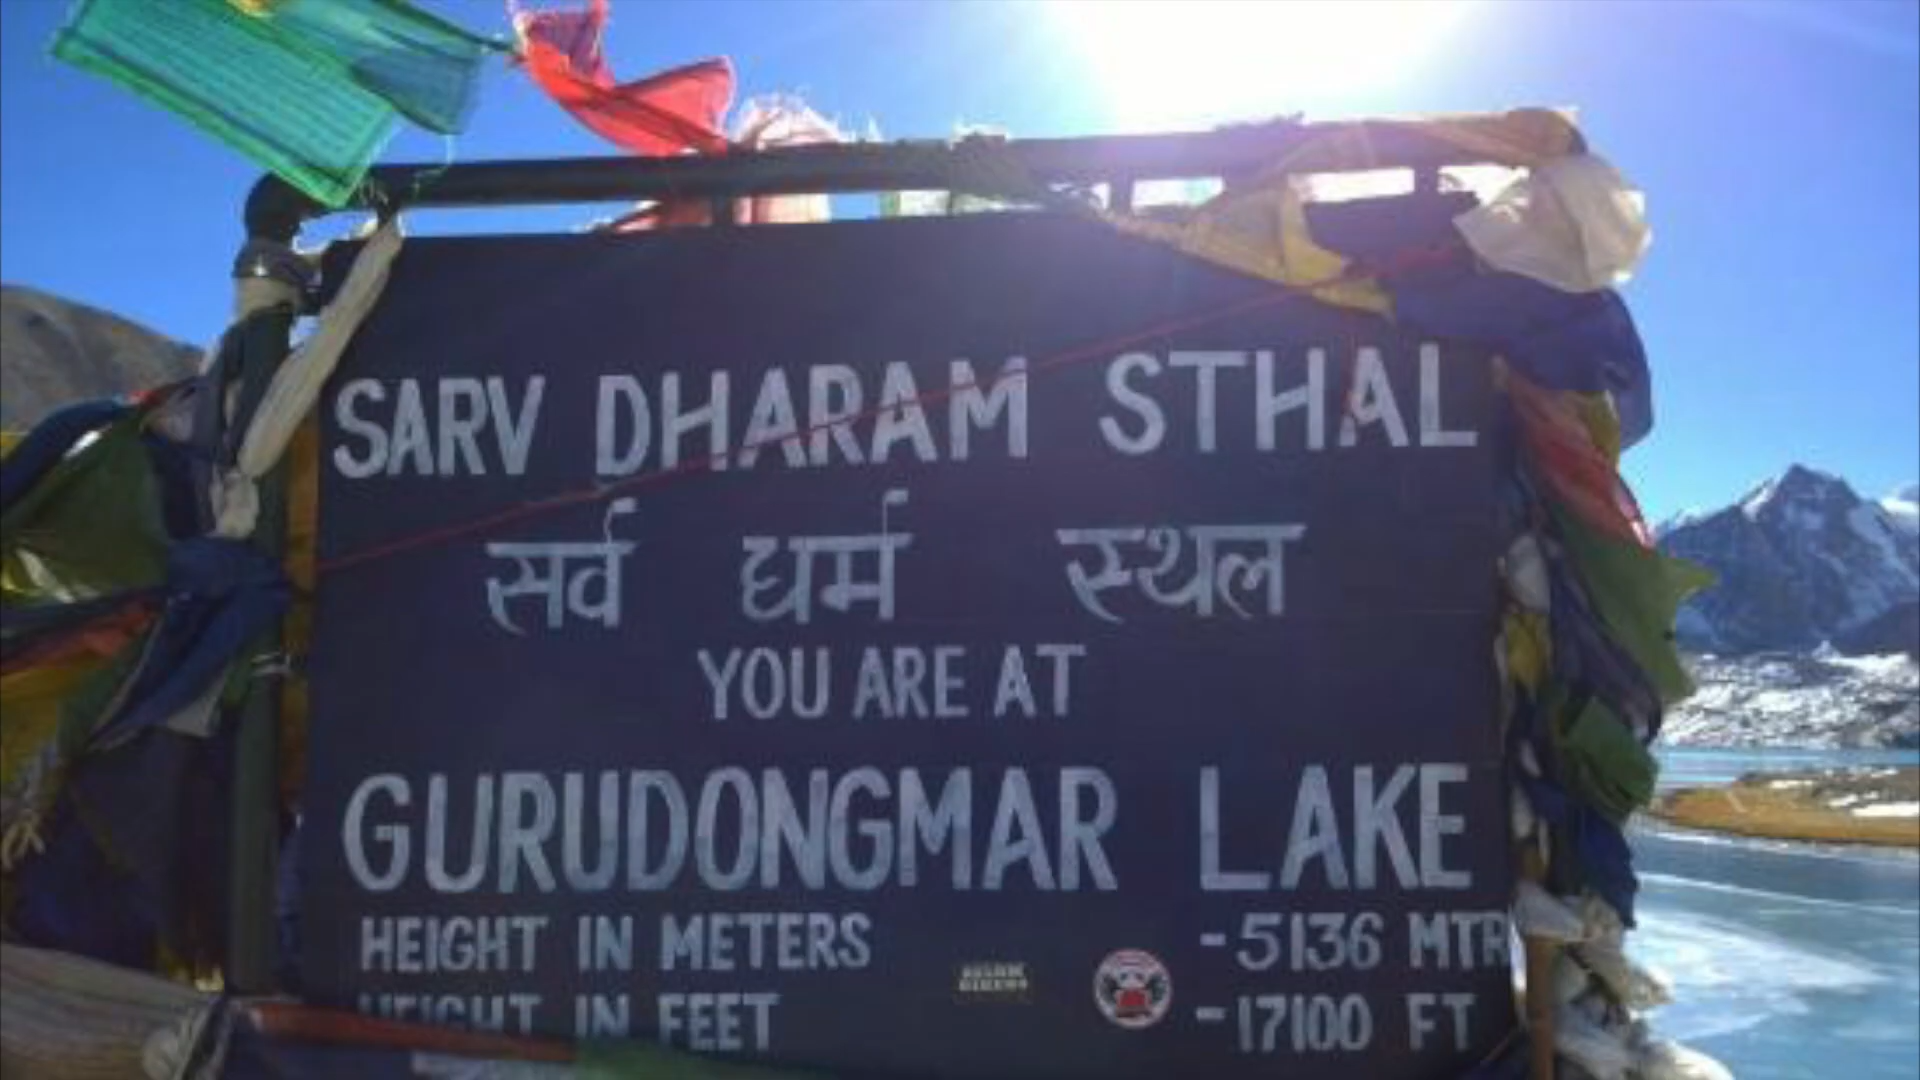 SARV DHARAM STHAL
सर्व धर्म स्थल
YOU ARE AT
GURUDONGMAR LAKE
HEIGHT IN METERS -5136 MTR
HEIGHT IN FEET -17100 FT